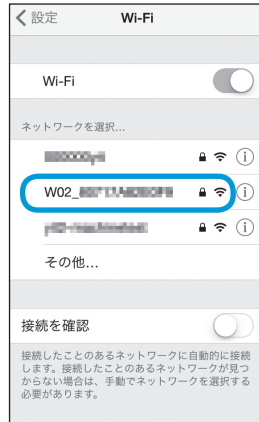 設定
Wi-Fi
Wi-Fi
ネットワークを選択...
W02_
その他...
接続を確認
接続したことのあるネットワークに自動的に接続
します。接続したことのあるネットワークが見つ
からない場合は、手動でネットワークを選択する
必要があります。